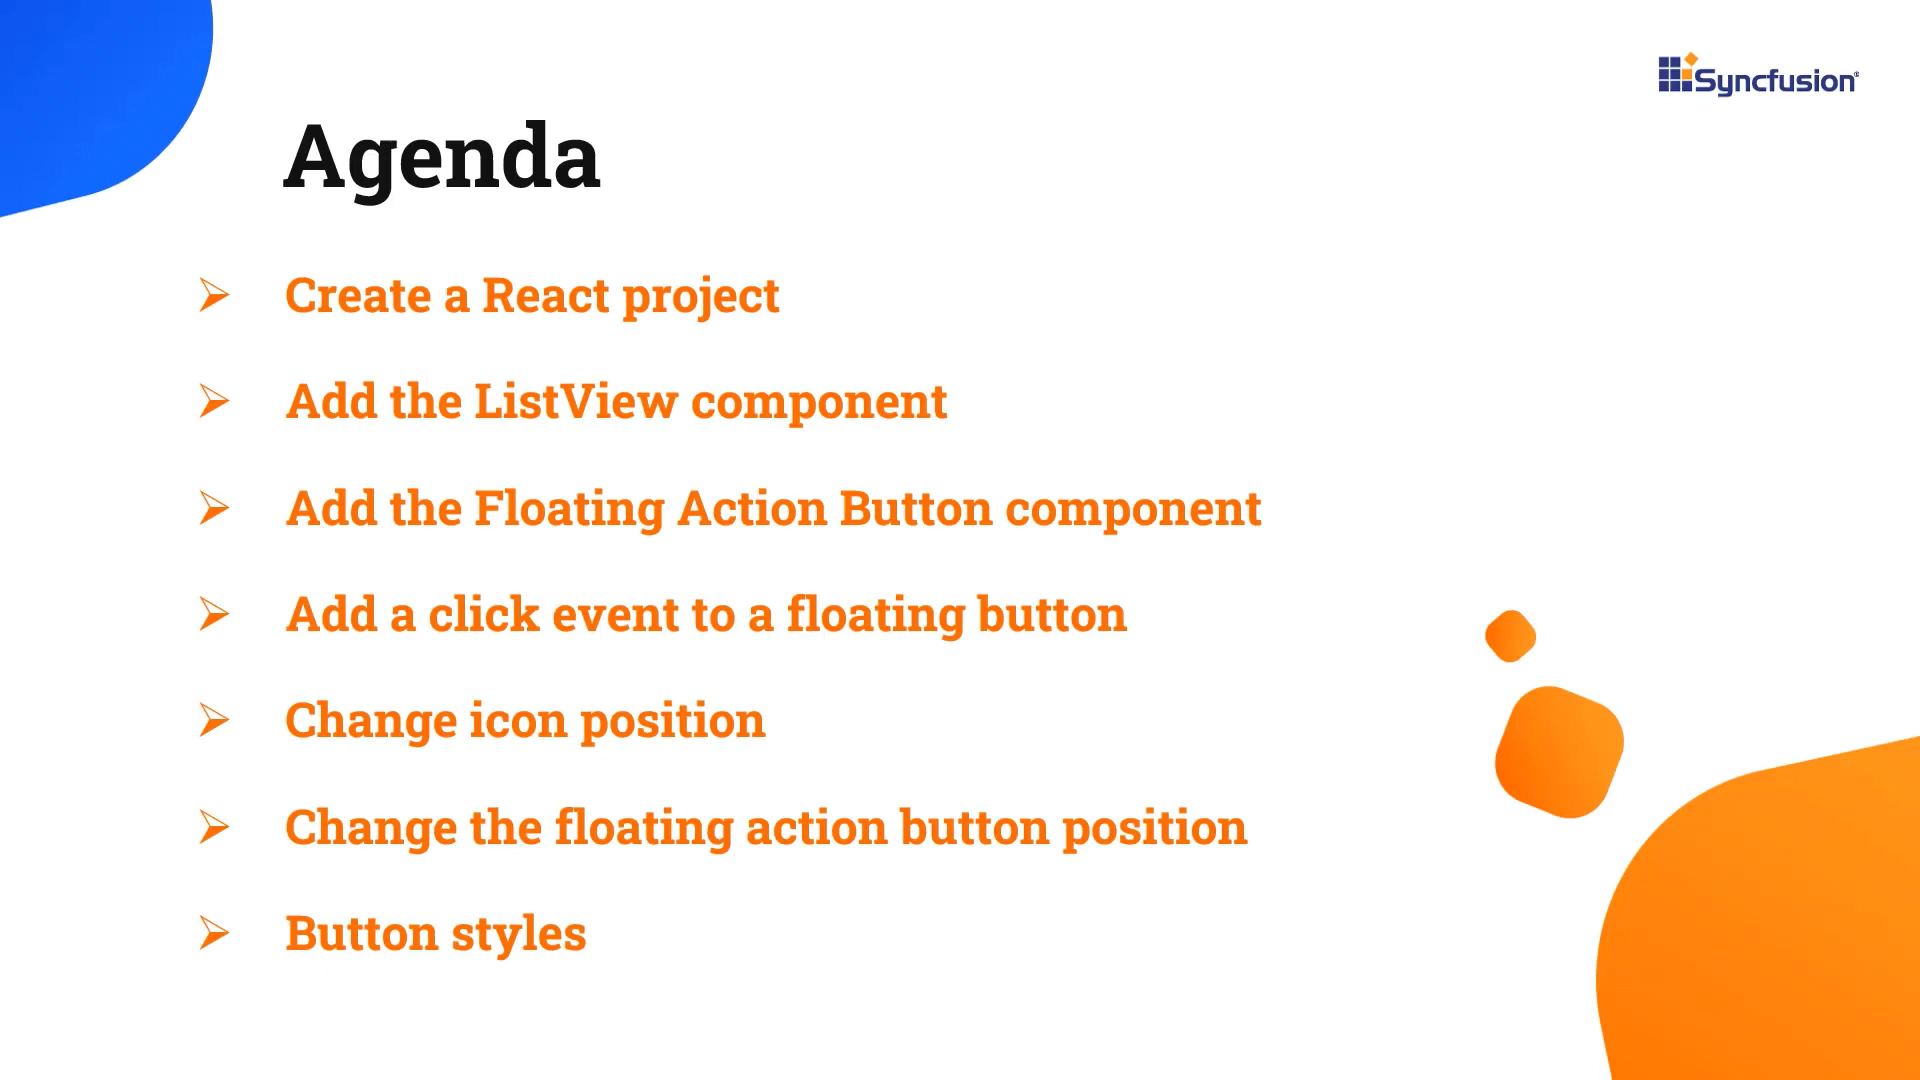 Syncfusion®
Agenda
➢ Create a React project
➢ Add the ListView component
➢ Add the Floating Action Button component
➢ Add a click event to a floating button
➢ Change icon position
➢ Change the floating action button position
➢ Button styles